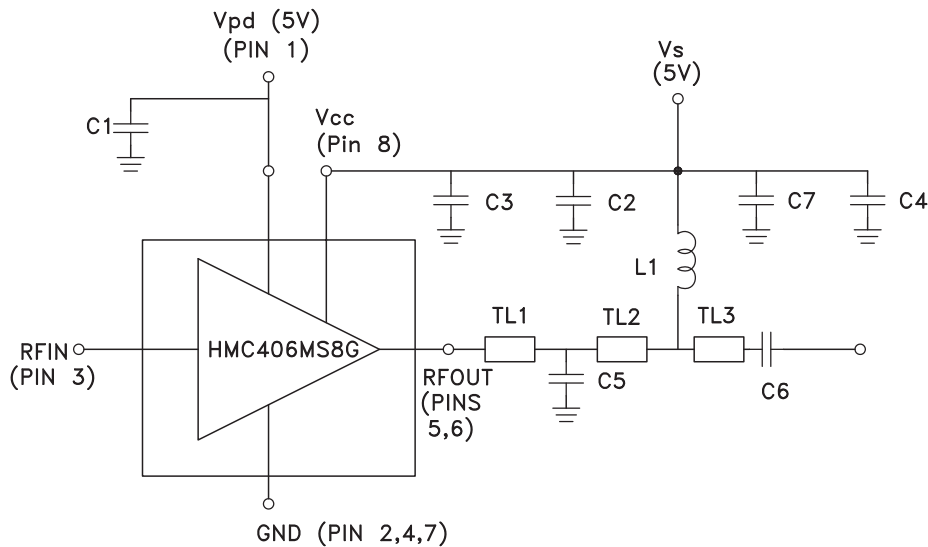 Vpd (5V)
(PIN 1)
C1
Vcc
(Pin 8)
Vs
(5V)
C3
C2
C7
C4
L1
HMC406MS8G
RFIN
(PIN 3)
TL1
TL2
TL3
RFOUT
(PINS
5,6)
C5
C6
GND (PIN 2,4,7)